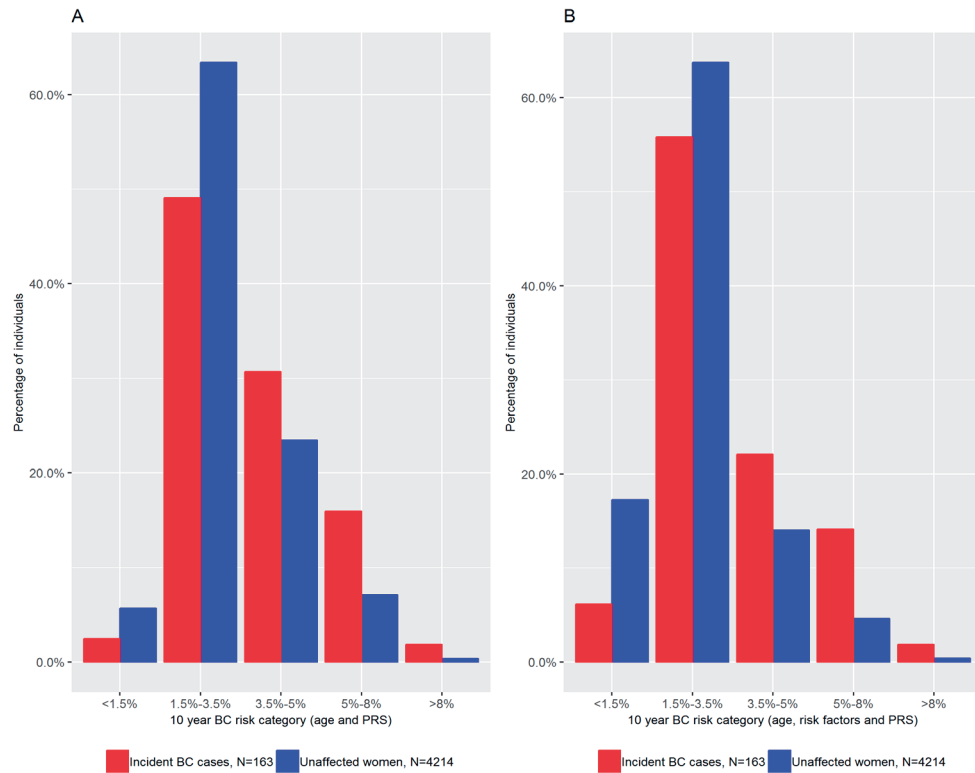 A
60.0%
40.0%
20.0%
0.0%
Percentage of individuals
<1.5% 1.5%-3.5% 3.5%-5% 5%-8% >8%
10 year BC risk category (age and PRS)
Incident BC cases, N=163 Unaffected women, N=4214
B
60.0%
40.0%
20.0%
0.0%
Percentage of individuals
<1.5% 1.5%-3.5% 3.5%-5% 5%-8% >8%
10 year BC risk category (age, risk factors and PRS)
Incident BC cases, N=163 Unaffected women, N=4214